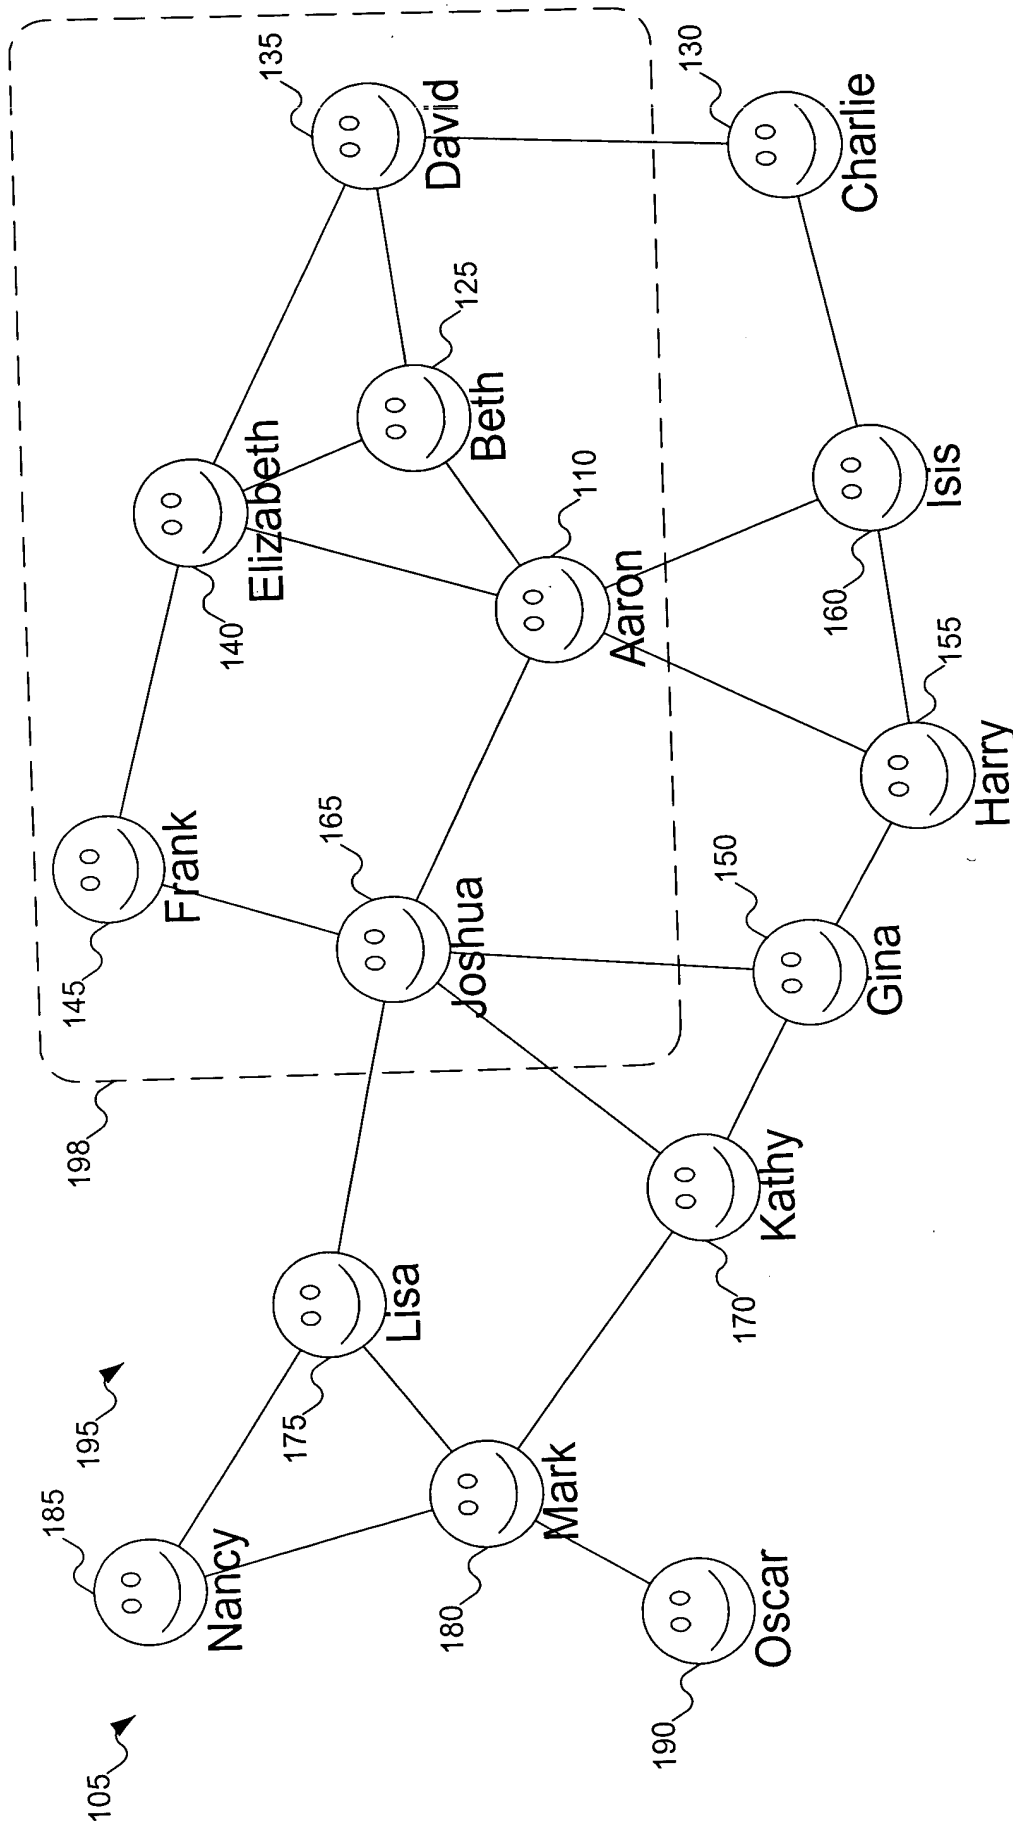 105
195
198
185
Nancy
175
Lisa
180
Mark
190
Oscar
145
Frank
165
Joshua
170
Kathy
150
Gina
140
Elizabeth
110
Aaron
155
Harry
135
David
125
Beth
160
Isis
130
Charlie